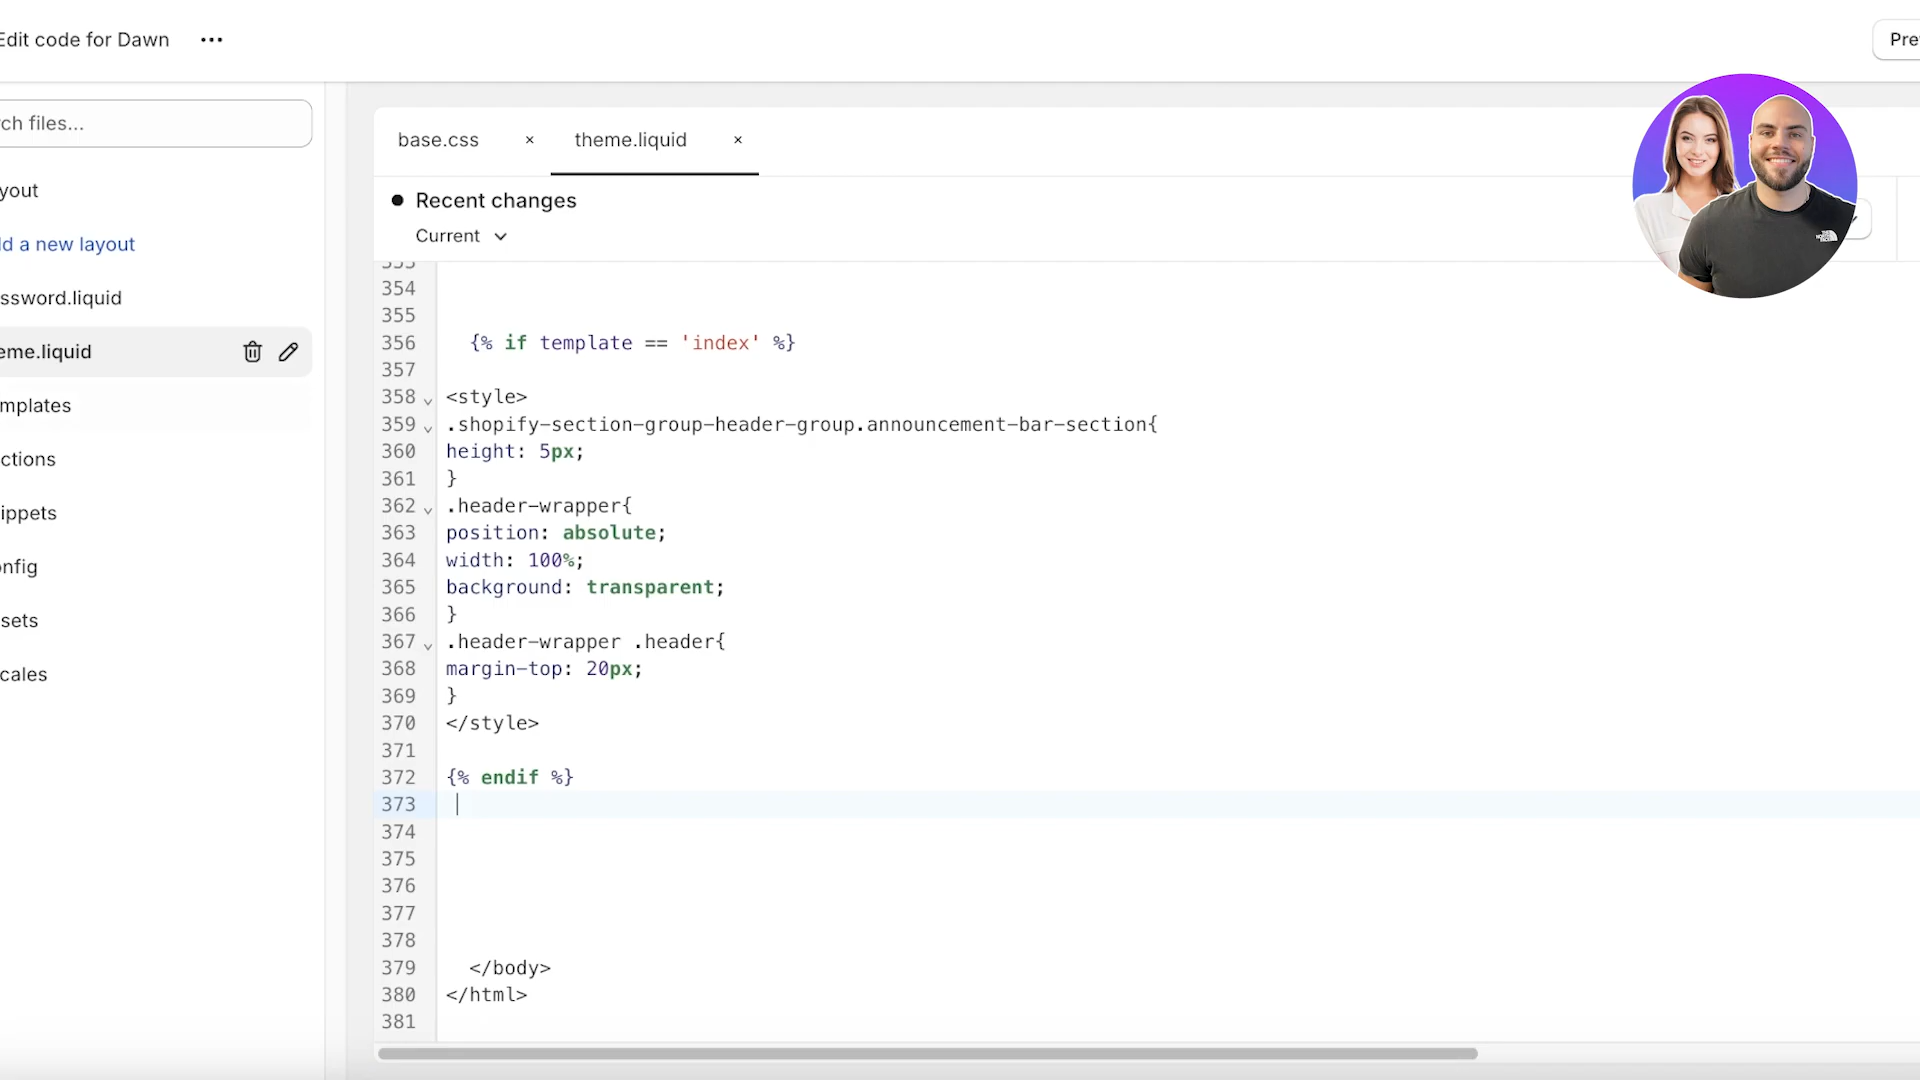 Edit code for Dawn ...
Pre
ch files...
yout
d a new layout
ssword.liquid
eme.liquid
mplates
ctions
ippets
onfig
sets
cales
base.css × theme.liquid ×
Recent changes
Current
354
355
356 {% if template == 'index' %}
357
358 <style>
359 .shopify-section-group-header-group.announcement-bar-section{
360 height: 5px;
361 }
362 .header-wrapper{
363 position: absolute;
364 width: 100%;
365 background: transparent;
366 }
367 .header-wrapper .header{
368 margin-top: 20px;
369 }
370 </style>
371
372 {% endif %}
373
374
375
376
377
378
379 </body>
380 </html>
381